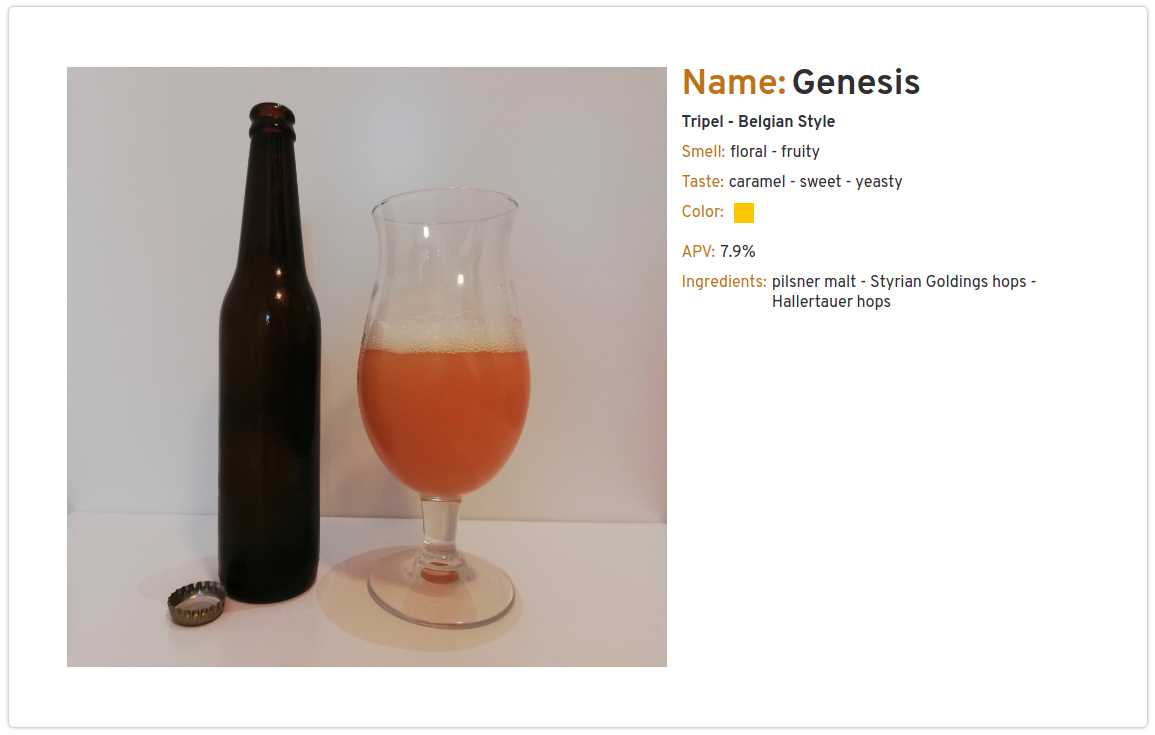 Name: Genesis
Tripel - Belgian Style
Smell: floral - fruity
Taste: caramel - sweet - yeasty
Color:
APV: 7.9%
Ingredients: pilsner malt - Styrian Goldings hops -
Hallertauer hops